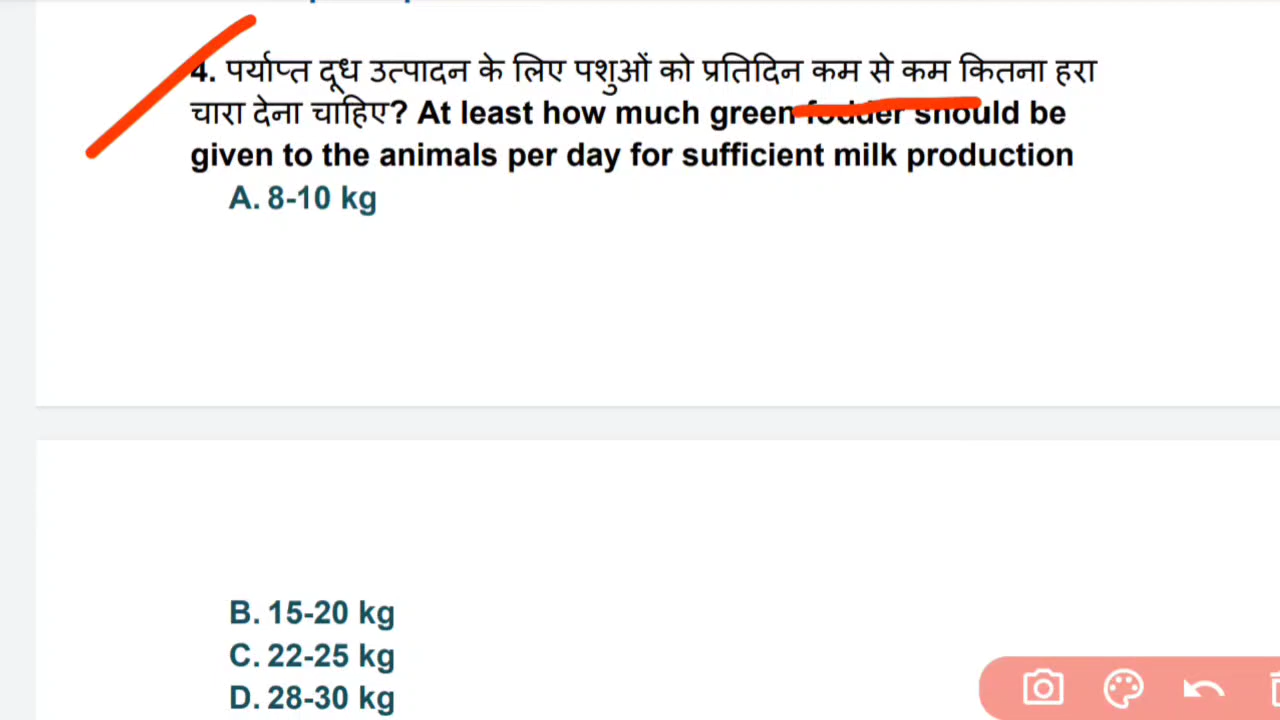 4. पर्याप्त दूध उत्पादन के लिए पशुओं को प्रतिदिन कम से कम कितना हरा
चारा देना चाहिए? At least how much green fodder should be
given to the animals per day for sufficient milk production
A. 8-10 kg
B. 15-20 kg
C. 22-25 kg
D. 28-30 kg